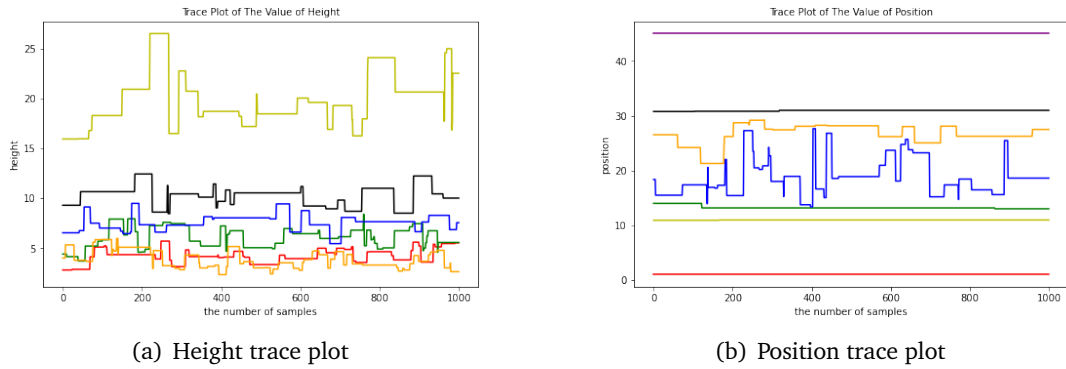 Trace Plot of The Value of Height
25
20
15
10
5
height
0
200
400
600
800
1000
the number of samples
(a) Height trace plot
Trace Plot of The Value of Position
40
30
20
10
0
position
0
200
400
600
800
1000
the number of samples
(b) Position trace plot